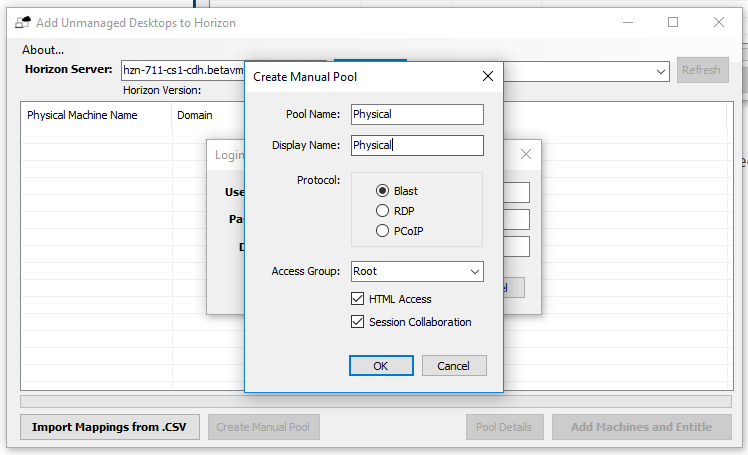 Add Unmanaged Desktops to Horizon
About...
Horizon Server: hzn-711-cs1-cdh.betavm Refresh
Horizon Version:
Physical Machine Name Domain
Login
Create Manual Pool
Pool Name: Physical
Display Name: Physical
Protocol:
Blast
RDP
PCoIP
Access Group: Root
HTML Access
Session Collaboration
OK Cancel
Import Mappings from .CSV Create Manual Pool Pool Details Add Machines and Entitle